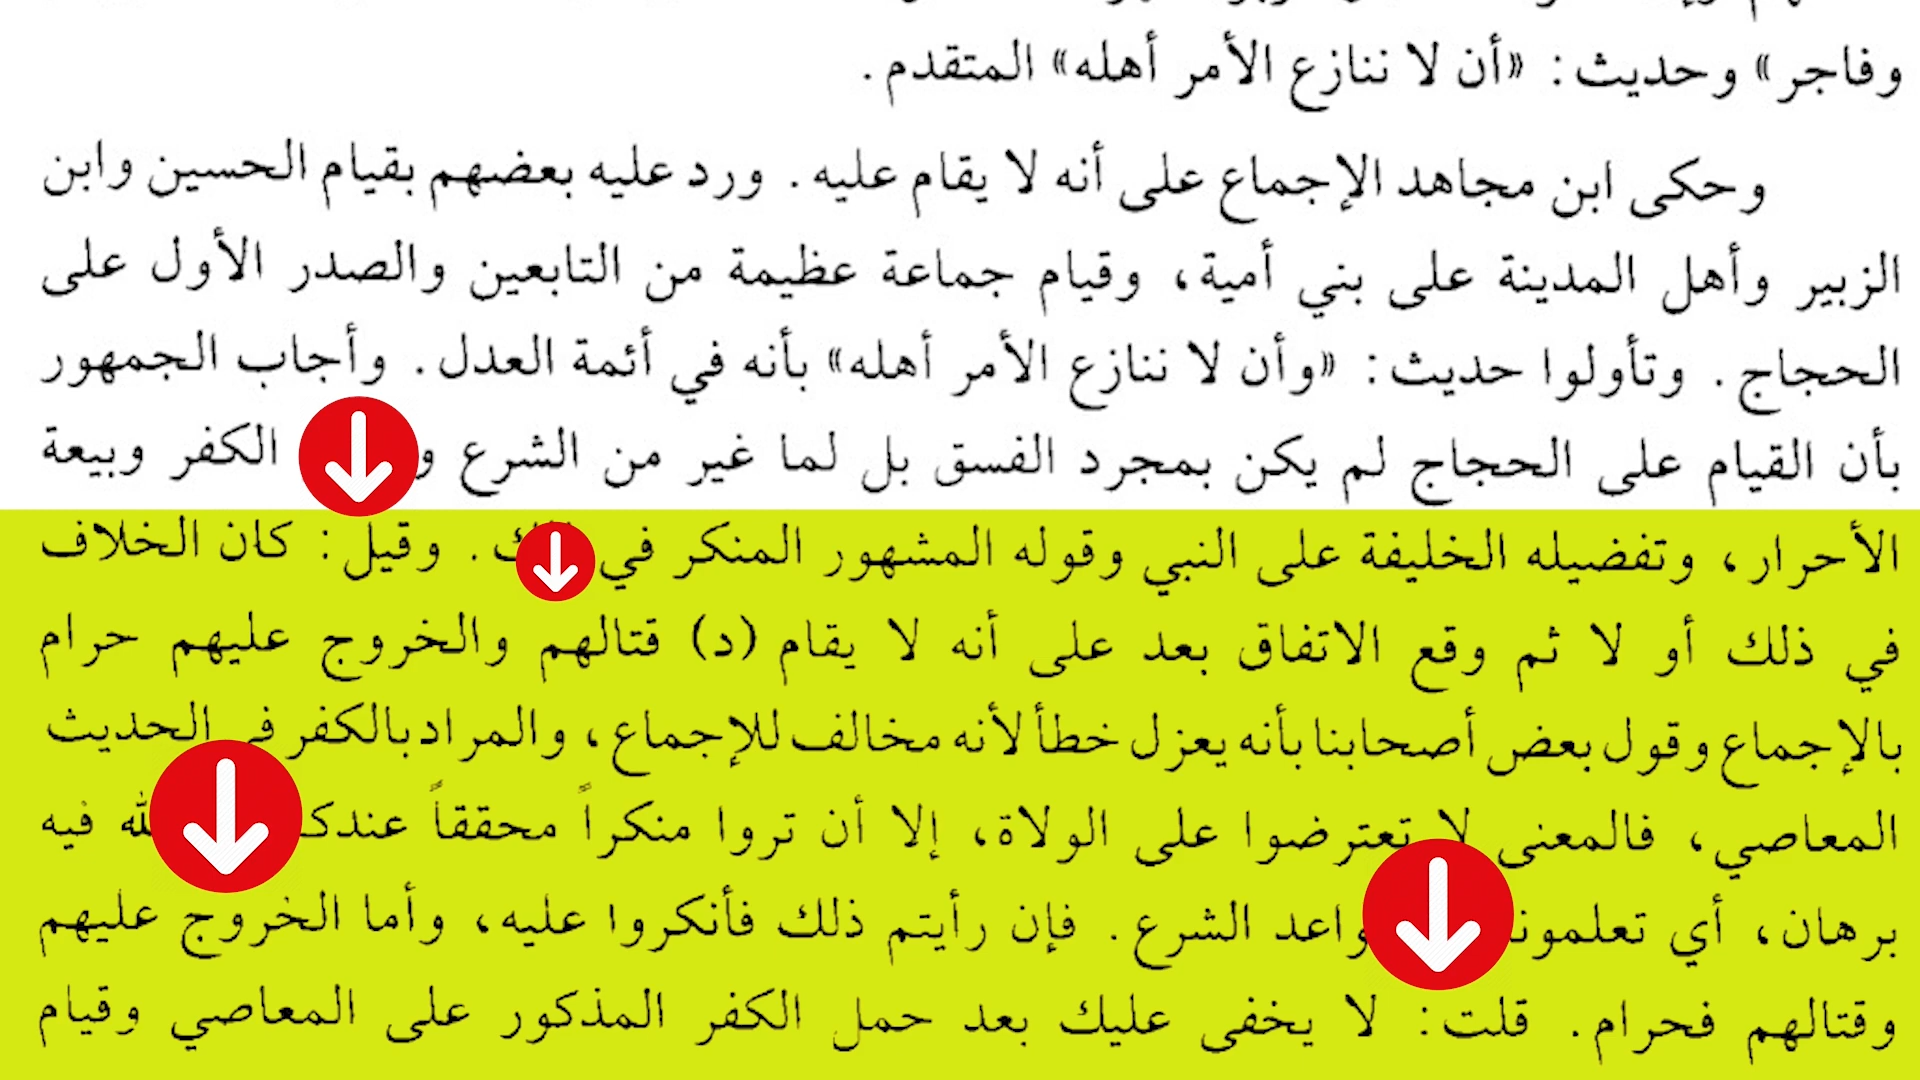 وفاجر» وحديث: «أن لا ننازع الأمر أهله» المتقدم.
وحكى ابن مجاهد الإجماع على أنه لا يقام عليه. ورد عليه بعضهم بقيام الحسين وابن
الزبير وأهل المدينة على بني أمية، وقيام جماعة عظيمة من التابعين والصدر الأول على
الحجاج. وتأولوا حديث: «وأن لا ننازع الأمر أهله» بأنه في أئمة العدل. وأجاب الجمهور
بأن القيام على الحجاج لم يكن بمجرد الفسق بل لما غير من الشرع الكفر وبيعة
الأحرار، وتفضيله الخليفة على النبي وقوله المشهور المنكر في. وقيل: كان الخلاف
في ذلك أو لا ثم وقع الاتفاق بعد على أنه لا يقام (د) قتالهم والخروج عليهم حرام
بالإجماع وقول بعض أصحابنا بأنه يعزل خطأ لأنه مخالف للإجماع، والمراد بالكفر في الحديث
المعاصي، فالمعنى لا تعترضوا على الولاة، إلا أن تروا منكراً محققاً فيه
برهان، أي الشرع. فإن رأيتم ذلك فأنكروا عليه، وأما الخروج عليهم
وقتالهم فحرام. قلت: لا يخفى عليك بعد حمل الكفر المذكور على المعاصي وقيام